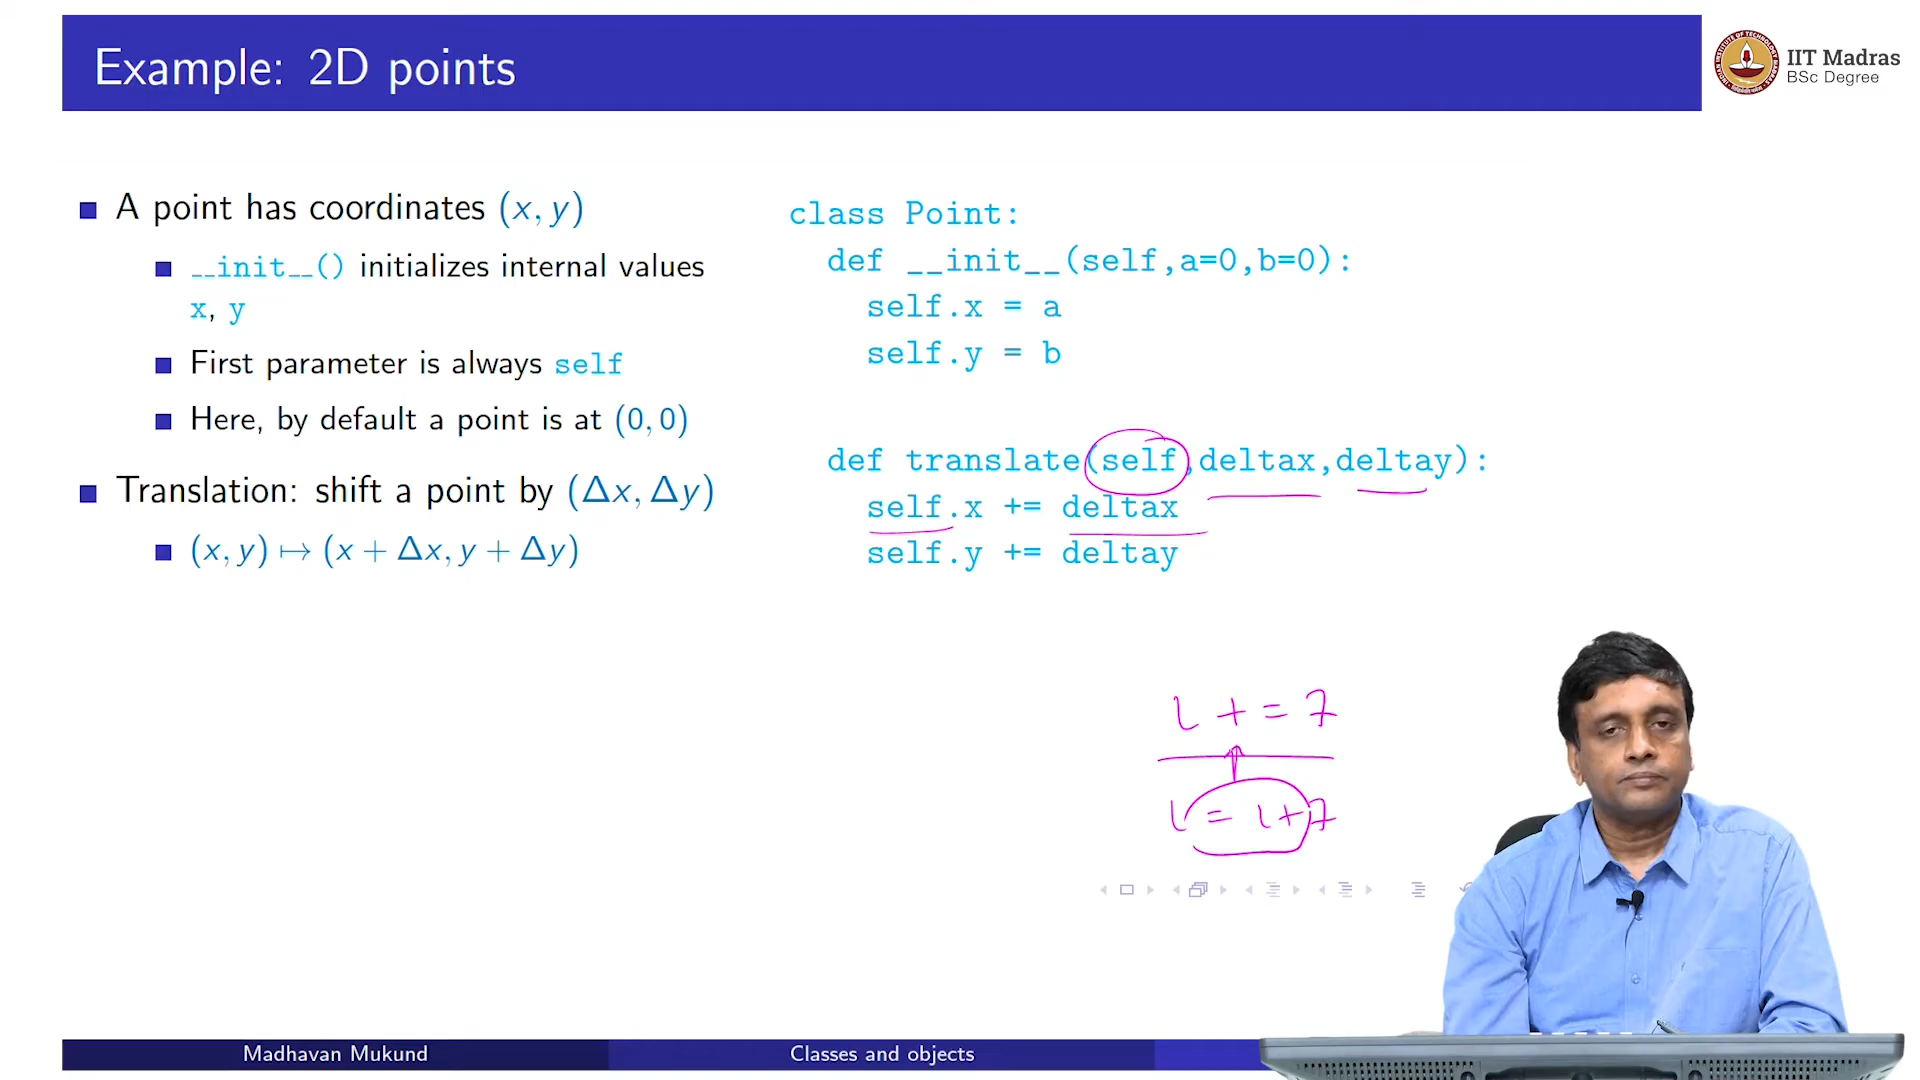 Example: 2D points
IIT Madras
BSc Degree
A point has coordinates (x, y)
__init__() initializes internal values
x, y
First parameter is always self
Here, by default a point is at (0, 0)
Translation: shift a point by (Δx, Δy)
(x, y) ↦ (x + Δx, y + Δy)
class Point:
def __init__(self,a=0,b=0):
self.x = a
self.y = b
def translate(self,deltax,deltay):
self.x += deltax
self.y += deltay
+= 7
= 
+7
Madhavan Mukund
Classes and objects